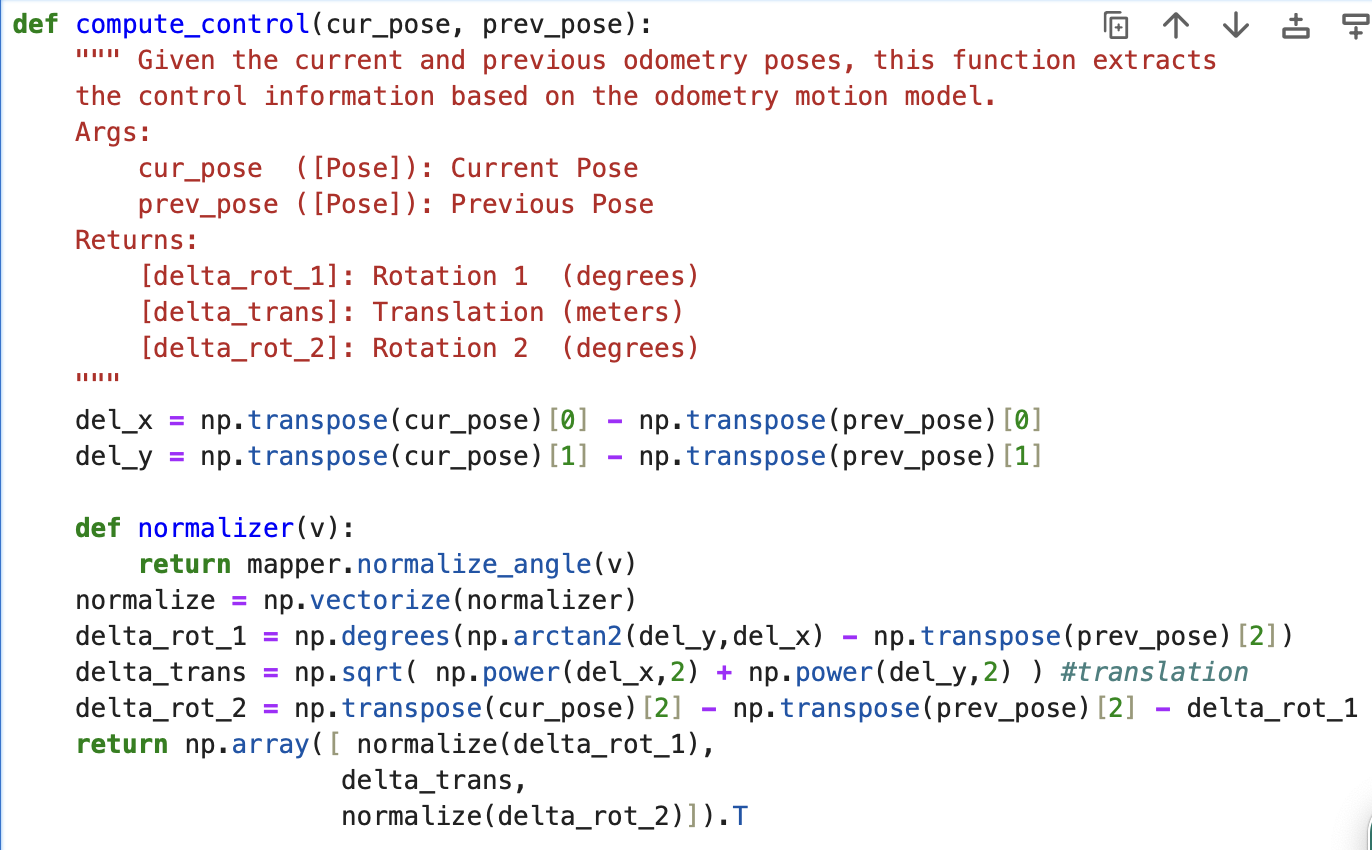 def compute_control(cur_pose, prev_pose):
    """ Given the current and previous odometry poses, this function extracts
    the control information based on the odometry motion model.
    Args:
        cur_pose  ([Pose]): Current Pose
        prev_pose ([Pose]): Previous Pose
    Returns:
        [delta_rot_1]: Rotation 1  (degrees)
        [delta_trans]: Translation (meters)
        [delta_rot_2]: Rotation 2  (degrees)
    """
    del_x = np.transpose(cur_pose)[0] - np.transpose(prev_pose)[0]
    del_y = np.transpose(cur_pose)[1] - np.transpose(prev_pose)[1]

    def normalizer(v):
        return mapper.normalize_angle(v)
    normalize = np.vectorize(normalizer)
    delta_rot_1 = np.degrees(np.arctan2(del_y,del_x) - np.transpose(prev_pose)[2])
    delta_trans = np.sqrt( np.power(del_x,2) + np.power(del_y,2) ) #translation
    delta_rot_2 = np.transpose(cur_pose)[2] - np.transpose(prev_pose)[2] - delta_rot_1
    return np.array([ normalize(delta_rot_1),
                     delta_trans,
                     normalize(delta_rot_2)]).T